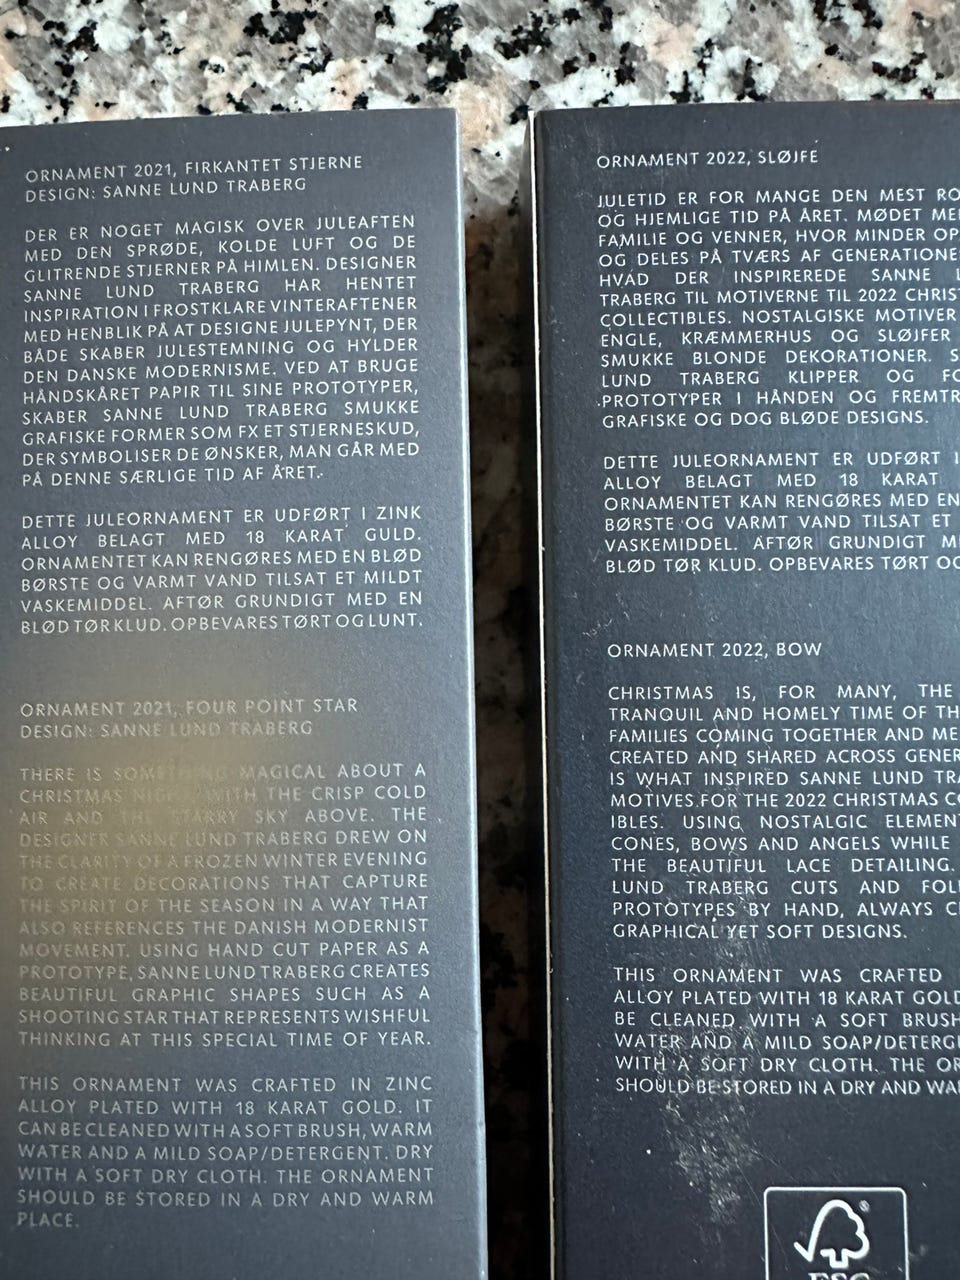 ORNAMENT 2021, FIRKANTET STJERNE
DESIGN: SANNE LUND TRABERG
DER ER NOGET MAGISK OVER JULEAFTEN
MED DEN SPRØDE, KOLDE LUFT OG DE
GLITRENDE STJERNER PÅ HIMLEN. DESIGNER
SANNE LUND TRABERG HAR HENTET
INSPIRATION I FROSTKLARE VINTERAFTENER
MED HENBLIK PÅ AT DESIGNE JULEPYNT, DER
BÅDE SKABER JULESTEMNING OG HYLDER
DEN DANSKE MODERNISME. VED AT BRUGE
HÅNDSKÅRET PAPIR TIL SINE PROTOTYPER,
SKABER SANNE LUND TRABERG SMUKKE
GRAFISKE FORMER SOM FX ET STJERNESKUD,
DER SYMBOLISER DE ØNSKER, MAN GÅR MED
PÅ DENNE SÆRLIGE TID AF ÅRET.
DETTE JULEORNAMENT ER UDFØRT I ZINK
ALLOY BELAGT MED 18 KARAT GULD.
ORNAMENTET KAN RENGØRES MED EN BLØD
BØRSTE OG VARMT VAND TILSAT ET MILDT
VASKEMIDDEL. AFTØR GRUNDIGT MED EN
BLØD TØR KLUD. OPBEVARES TØRT OG LUNT.
ORNAMENT 2021, FOUR POINT STAR
DESIGN: SANNE LUND TRABERG
THERE IS SOMETHING MAGICAL ABOUT A
CHRISTMAS NIGHT WITH THE CRISP COLD
AIR AND THE STARRY SKY ABOVE. THE
DESIGNER SANNE LUND TRABERG DREW ON
THE CLARITY OF A FROZEN WINTER EVENING
TO CREATE DECORATIONS THAT CAPTURE
THE SPIRIT OF THE SEASON IN A WAY THAT
ALSO REFERENCES THE DANISH MODERNIST
MOVEMENT. USING HAND CUT PAPER AS A
PROTOTYPE, SANNE LUND TRABERG CREATES
BEAUTIFUL GRAPHIC SHAPES SUCH AS A
SHOOTING STAR THAT REPRESENTS WISHFUL
THINKING AT THIS SPECIAL TIME OF YEAR.
THIS ORNAMENT WAS CRAFTED IN ZINC
ALLOY PLATED WITH 18 KARAT GOLD. IT
CAN BE CLEANED WITH A SOFT BRUSH, WARM
WATER AND A MILD SOAP/DETERGENT. DRY
WITH A SOFT DRY CLOTH. THE ORNAMENT
SHOULD BE STORED IN A DRY AND WARM
PLACE.
ORNAMENT 2022, SLØJFE
JULETID ER FOR MANGE DEN MEST RO
OG HJEMLIGE TID PÅ ÅRET. MØDET ME
FAMILIE OG VENNER, HVOR MINDER OP
OG DELES PÅ TVÆRS AF GENERATIONE
HVAD DER INSPIREREDE SANNE L
TRABERG TIL MOTIVERNE TIL 2022 CHRIST
COLLECTIBLES. NOSTALGISKE MOTIVER
ENGLE, KRÆMMERHUS OG SLØJFER
SMUKKE BLONDE DEKORATIONER. S
LUND TRABERG KLIPPER OG FO
PROTOTYPER I HÅNDEN OG FREMTR
GRAFISKE OG DOG BLØDE DESIGNS.
DETTE JULEORNAMENT ER UDFØRT I
ALLOY BELAGT MED 18 KARAT
ORNAMENTET KAN RENGØRES MED EN
BØRSTE OG VARMT VAND TILSAT ET
VASKEMIDDEL. AFTØR GRUNDIGT ME
BLØD TØR KLUD. OPBEVARES TØRT OG
ORNAMENT 2022, BOW
CHRISTMAS IS, FOR MANY, THE
TRANQUIL AND HOMELY TIME OF TH
FAMILIES COMING TOGETHER AND ME
CREATED AND SHARED ACROSS GENER
IS WHAT INSPIRED SANNE LUND TRA
MOTIVES FOR THE 2022 CHRISTMAS CO
IBLES. USING NOSTALGIC ELEMENT
CONES, BOWS AND ANGELS WHILE
THE BEAUTIFUL LACE DETAILING.
LUND TRABERG CUTS AND FOL
PROTOTYPES BY HAND, ALWAYS C
GRAPHICAL YET SOFT DESIGNS.
THIS ORNAMENT WAS CRAFTED
ALLOY PLATED WITH 18 KARAT GOLD
BE CLEANED WITH A SOFT BRUSH
WATER AND A MILD SOAP/DETERG
WITH A SOFT DRY CLOTH. THE OR
SHOULD BE STORED IN A DRY AND WA
FSC